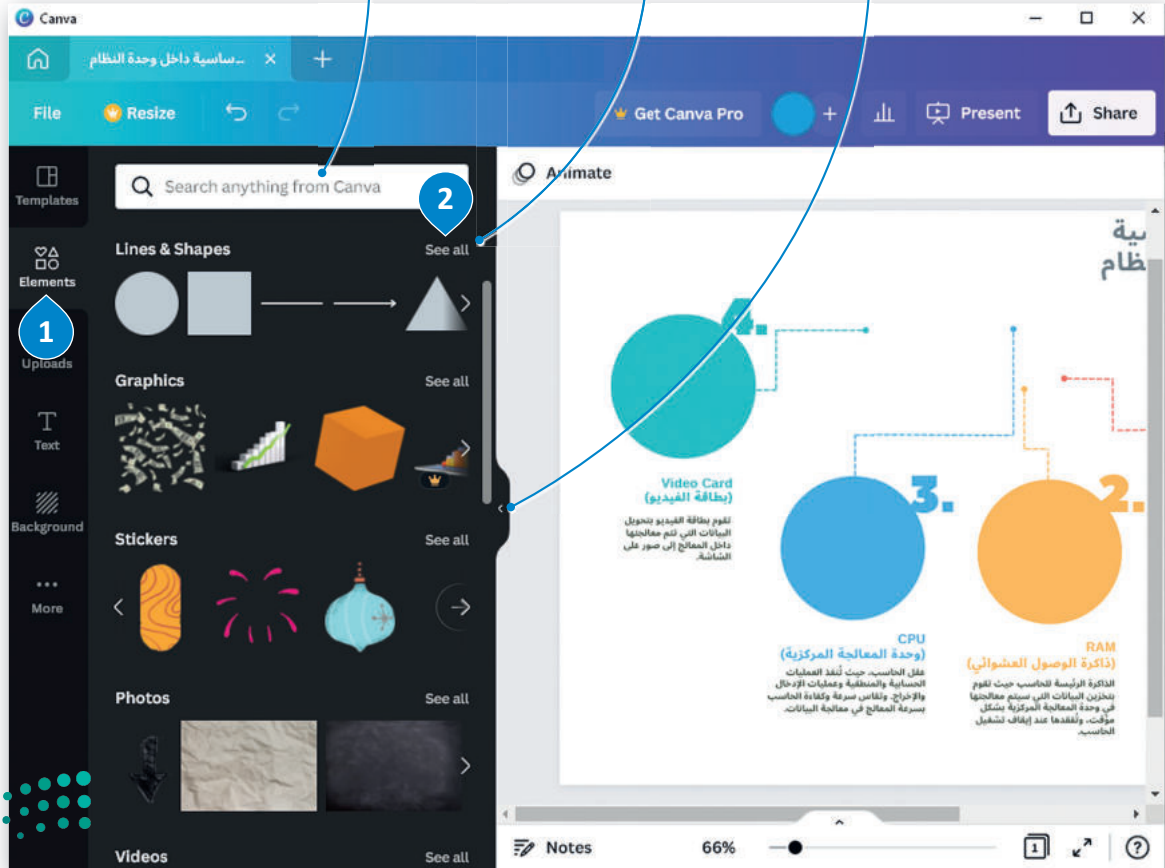 Canva
ـساسية داخل وحدة النظام
File
Resize
Get Canva Pro
Present
Share
Templates
Elements
1
Uploads
Text
Background
More
Search anything from Canva
2
Lines & Shapes
See all
Graphics
See all
Stickers
See all
Photos
See all
Videos
See all
Animate
ـية
ـظام
4.
Video Card
(بطاقة الفيديو)
تقوم بطاقة الفيديو بتحويل
البيانات التي تتم معالجتها
داخل المعالج إلى صور على
الشاشة.
3.
CPU
(وحدة المعالجة المركزية)
عقل الحاسب، حيث تُنفذ العمليات
الحسابية والمنطقية وعمليات الإدخال
والإخراج. وتقاس سرعة وكفاءة الحاسب
بسرعة المعالج في معالجة البيانات.
2.
RAM
(ذاكرة الوصول العشوائي)
الذاكرة الرئيسة للحاسب حيث تقوم
بتخزين البيانات التي سيتم معالجتها
في وحدة المعالجة المركزية بشكل
مؤقت، وتُفقدها عند إيقاف تشغيل
الحاسب.
Notes
66%
1
?